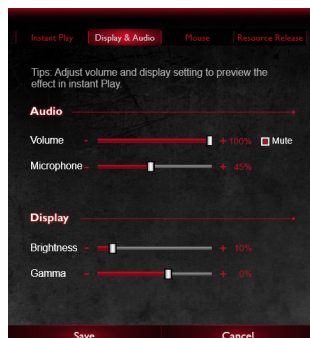 Instant Play Display & Audio Mouse Resource Release
Tips: Adjust volume and display setting to preview the
effect in instant Play.
Audio
Volume - + 100% Mute
Microphone - + 45%
Display
Brightness - + 10%
Gamma - + 0%
Save Cancel